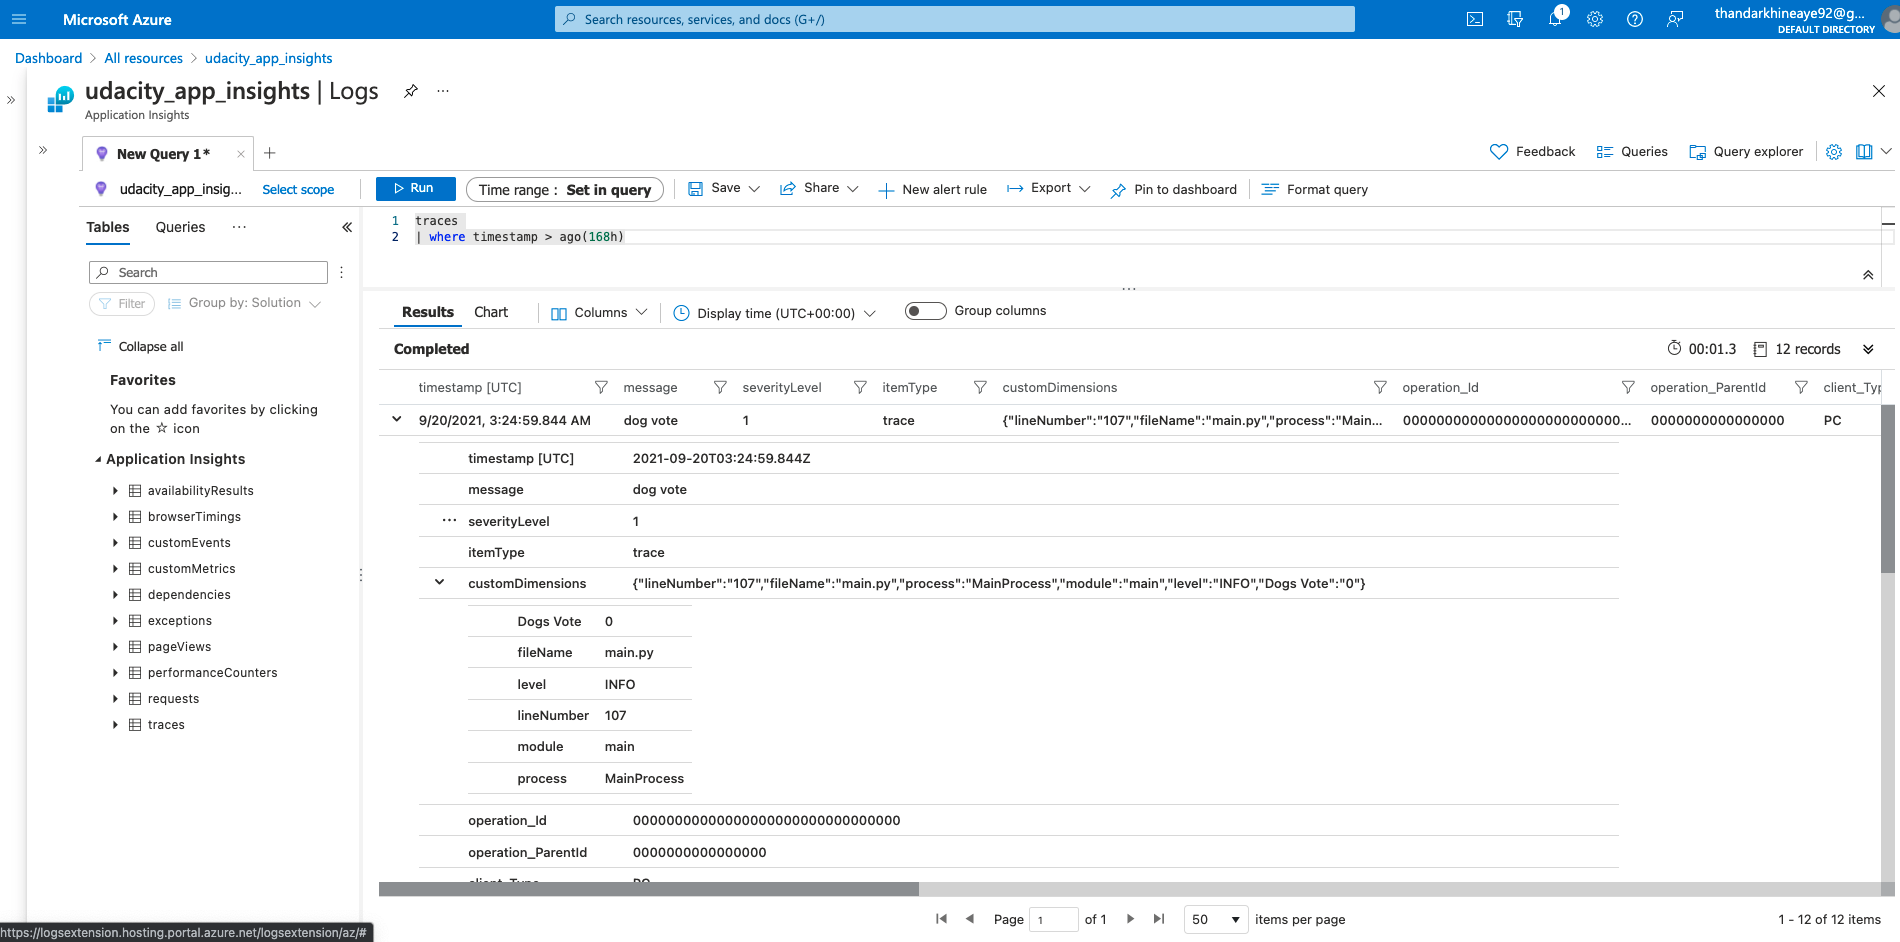 Microsoft Azure
Search resources, services, and docs (G+/)
1
thandarkhineaye92@g...
DEFAULT DIRECTORY
Dashboard > All resources > udacity_app_insights
udacity_app_insights | Logs
...
Application Insights
New Query 1*
Feedback
Queries
Query explorer
udacity_app_insig...
Select scope
Run
Time range : Set in query
Save
Share
New alert rule
Export
Pin to dashboard
Format query
Tables
Queries
...
Search
Filter
Group by: Solution
Collapse all
Favorites
You can add favorites by clicking
on the ☆ icon
Application Insights
availabilityResults
browserTimings
customEvents
customMetrics
dependencies
exceptions
pageViews
performanceCounters
requests
traces
1 traces
2 | where timestamp > ago(168h)
Results
Chart
Columns
Display time (UTC+00:00)
Group columns
Completed
00:01.3
12 records
timestamp [UTC] message severityLevel itemType customDimensions operation_Id operation_ParentId client_Typ
9/20/2021, 3:24:59.844 AM dog vote 1 trace {"lineNumber":"107","fileName":"main.py","process":"Main... 00000000000000000000000000... 0000000000000000 PC
timestamp [UTC] 2021-09-20T03:24:59.844Z
message dog vote
... severityLevel 1
itemType trace
customDimensions {"lineNumber":"107","fileName":"main.py","process":"MainProcess","module":"main","level":"INFO","Dogs Vote":"0"}
Dogs Vote 0
fileName main.py
level INFO
lineNumber 107
module main
process MainProcess
operation_Id 00000000000000000000000000000000
operation_ParentId 0000000000000000
client_Type PC
Page 1 of 1
50 items per page
1 - 12 of 12 items
https://logsextension.hosting.portal.azure.net/logsextension/az/#